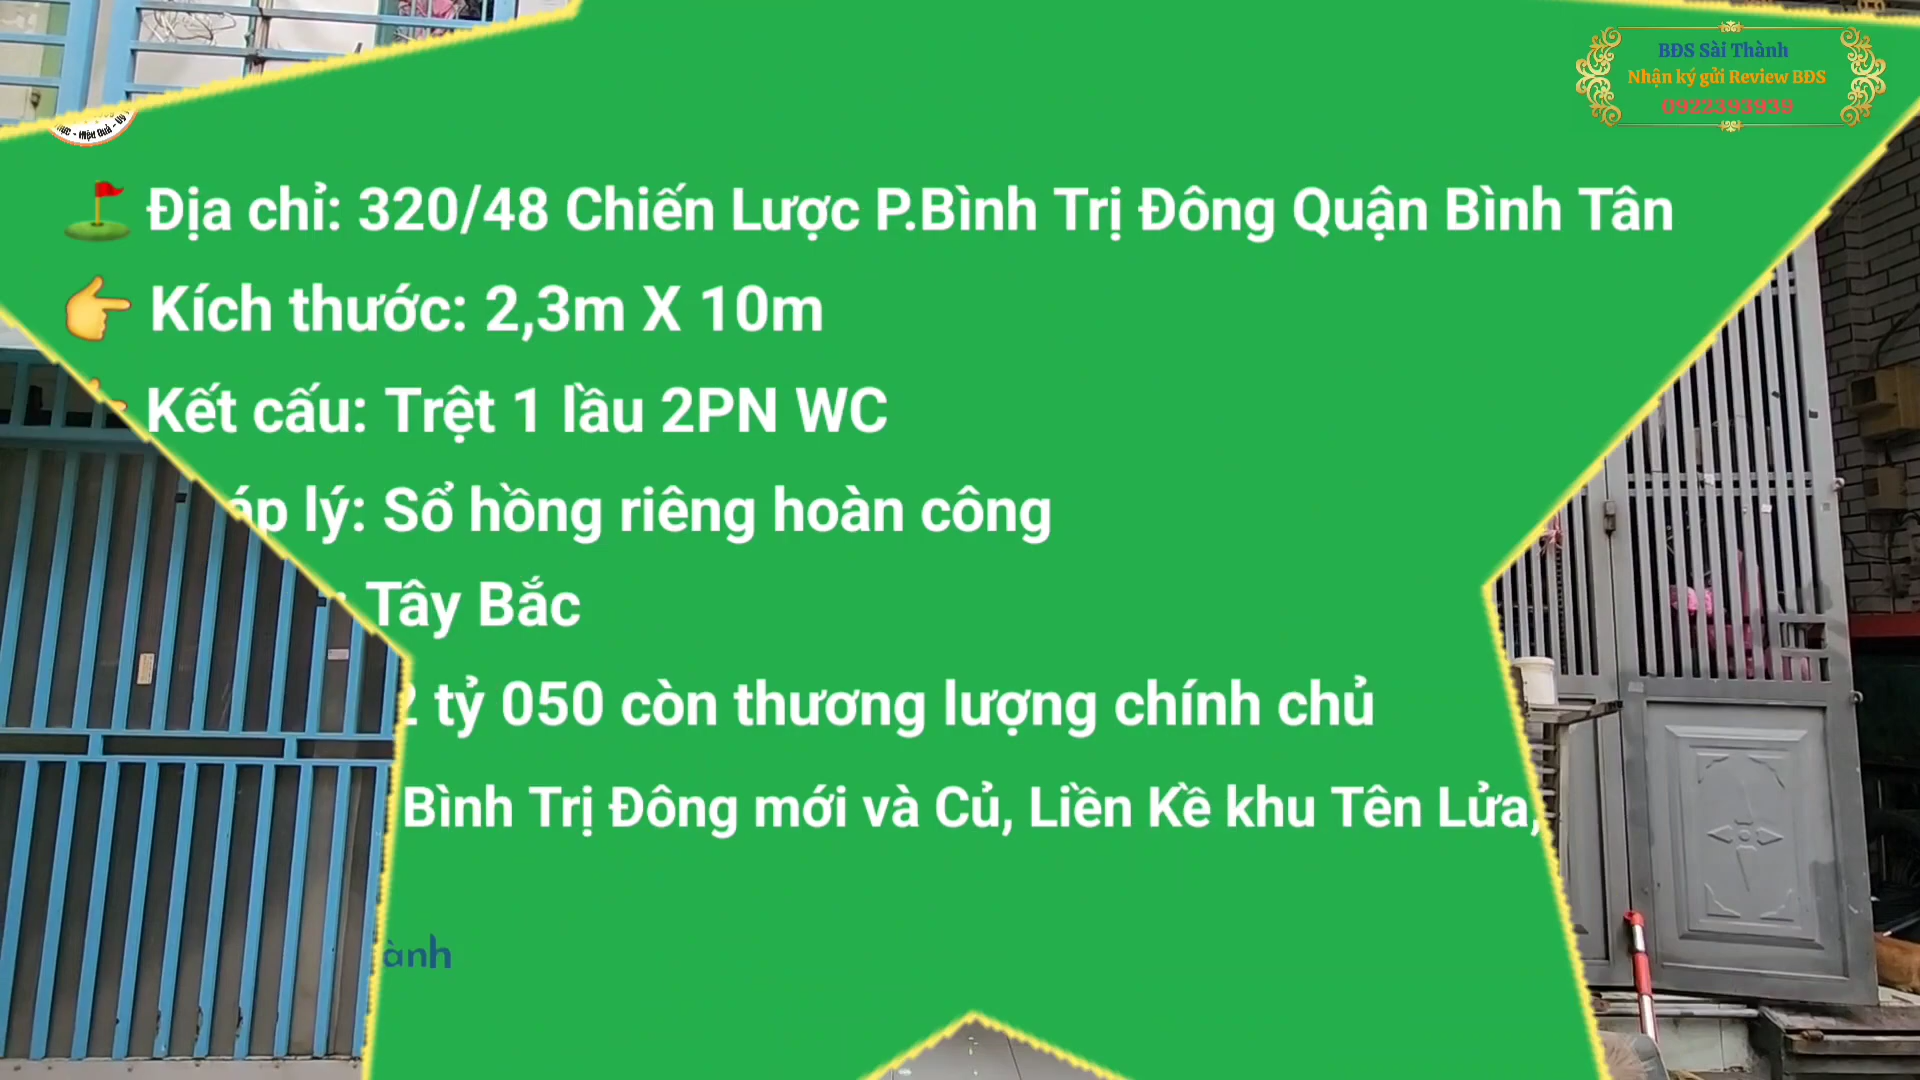 BĐS Sài Thành
Nhận ký gửi Review BĐS
0922393939
Địa chỉ: 320/48 Chiến Lược P.Bình Trị Đông Quận Bình Tân
Kích thước: 2,3m X 10m
Kết cấu: Trệt 1 lầu 2PN WC
áp lý: Sổ hồng riêng hoàn công
: Tây Bắc
2 tỷ 050 còn thương lượng chính chủ
Bình Trị Đông mới và Củ, Liền Kề khu Tên Lửa,
ành